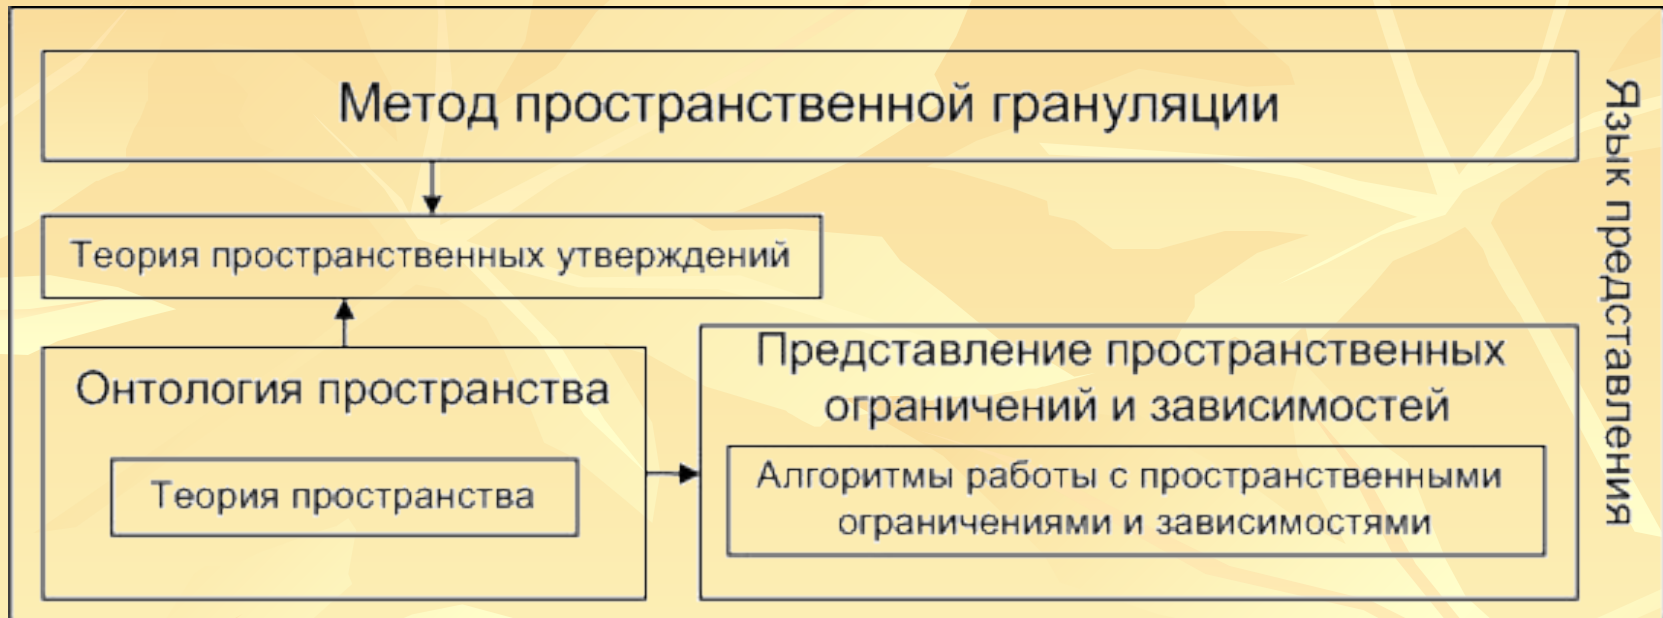 Метод пространственной грануляции
Теория пространственных утверждений
Онтология пространства
Теория пространства
Представление пространственных
ограничений и зависимостей
Алгоритмы работы с пространственными
ограничениями и зависимостями
Язык представления